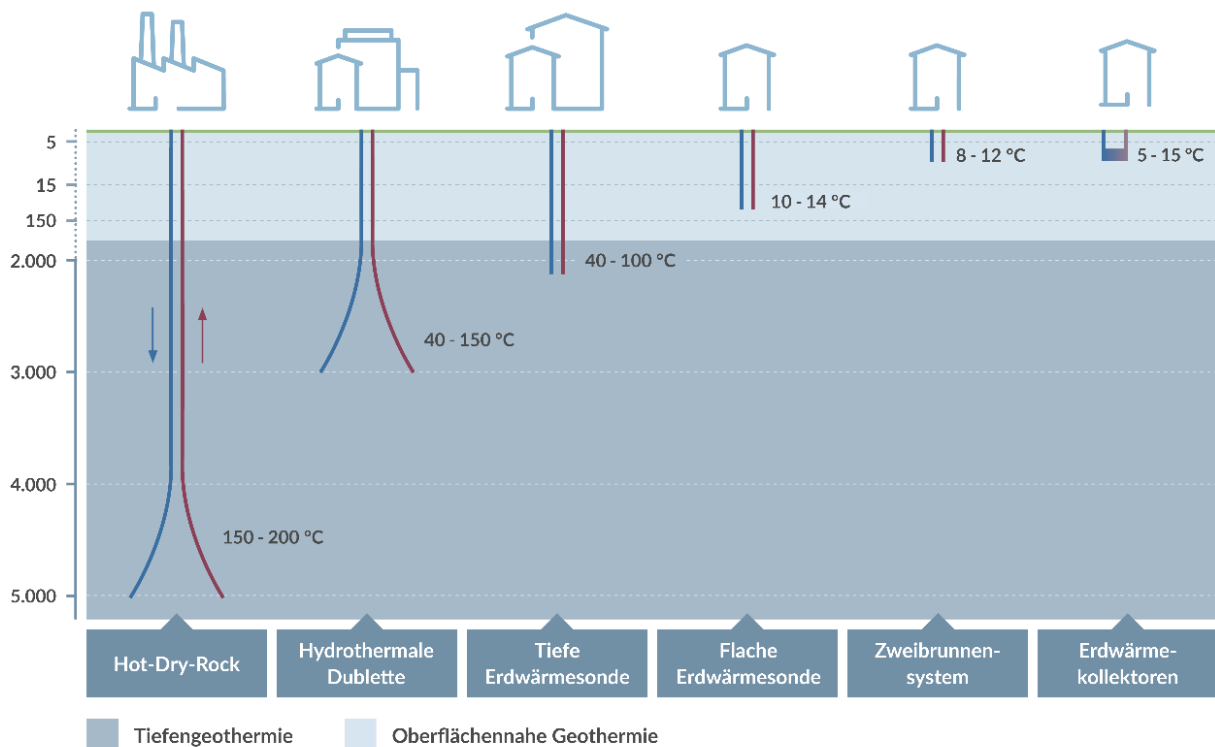 5
15
150
2.000
3.000
4.000
5.000
8 - 12 °C
5 - 15 °C
10 - 14 °C
40 - 100 °C
40 - 150 °C
150 - 200 °C
Hot-Dry-Rock
Hydrothermale
Dublette
Tiefe
Erdwärmesonde
Flache
Erdwärmesonde
Zweibrunnen-
system
Erdwärme-
kollektoren
Tiefengeothermie
Oberflächennahe Geothermie